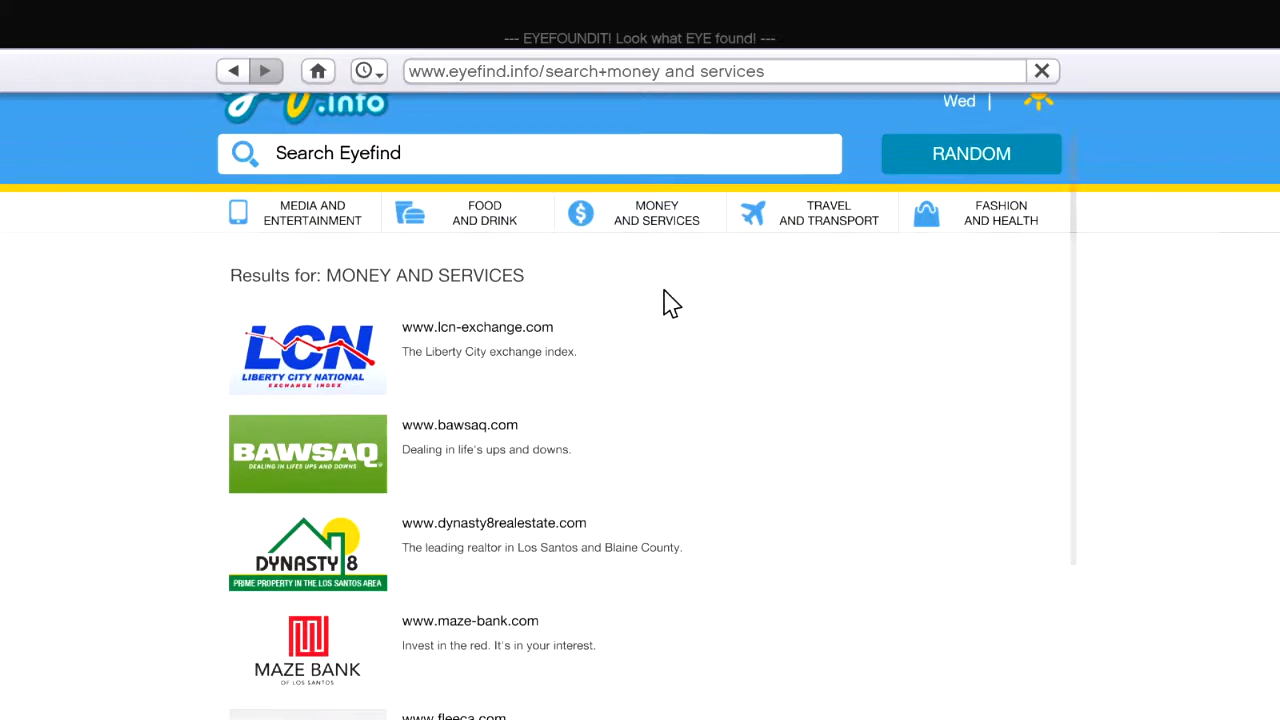 --- EYEFOUNDIT! Look what EYE found! ---
www.eyefind.info/search+money and services
.info
Wed |
Search Eyefind
RANDOM
MEDIA AND
ENTERTAINMENT
FOOD
AND DRINK
MONEY
AND SERVICES
TRAVEL
AND TRANSPORT
FASHION
AND HEALTH
Results for: MONEY AND SERVICES
LCN
LIBERTY CITY NATIONAL
EXCHANGE INDEX
www.lcn-exchange.com
The Liberty City exchange index.
BAWSAQ
DEALING IN LIFES UPS AND DOWNS
www.bawsaq.com
Dealing in life's ups and downs.
DYNASTY 8
PRIME PROPERTY IN THE LOS SANTOS AREA
www.dynasty8realestate.com
The leading realtor in Los Santos and Blaine County.
MAZE BANK
OF LOS SANTOS
www.maze-bank.com
Invest in the red. It's in your interest.
www.fleeca.com